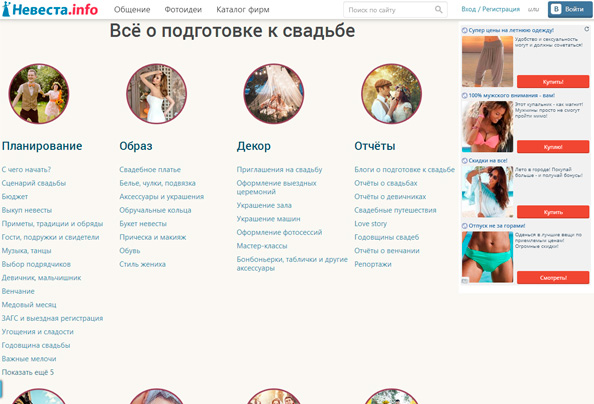 Невеста.info
Общение
Фотоидеи
Каталог фирм
Поиск по сайту
Вход / Регистрация
или
В Войти
Всё о подготовке к свадьбе
Планирование
С чего начать?
Сценарий свадьбы
Бюджет
Выкуп невесты
Приметы, традиции и обряды
Гости, подружки и свидетели
Музыка, танцы
Выбор подрядчиков
Девичник, мальчишник
Венчание
Медовый месяц
ЗАГС и выездная регистрация
Угощения и сладости
Годовщина свадьбы
Важные мелочи
Показать ещё 5
Образ
Свадебное платье
Белье, чулки, подвязка
Аксессуары и украшения
Обручальные кольца
Букет невесты
Прическа и макияж
Обувь
Стиль жениха
Декор
Приглашения на свадьбу
Оформление выездных
церемоний
Украшение зала
Украшение машин
Оформление фотосессий
Мастер-классы
Бонбоньерки, таблички и другие
аксессуары
Отчёты
Блоги о подготовке к свадьбе
Отчёты о свадьбах
Отчёты о девичниках
Свадебные путешествия
Love story
Годовщины свадеб
Отчёты о венчании
Репортажи
Супер цены на летнюю одежду!
Удобство и сексуальность
могут и должны сочетаться!
Купить!
100% мужского внимания - вам!
Этот купальник - как магнит!
Мужчины просто не смогут
пройти мимо!
Купить!
Скидки на все!
Лето в городе! Покупай
больше - и получай бонусы!
Купить
Отпуск не за горами!
Оденься в лучшие вещи по
правиленым ценам!
Огромные скидки!
Смотреть!